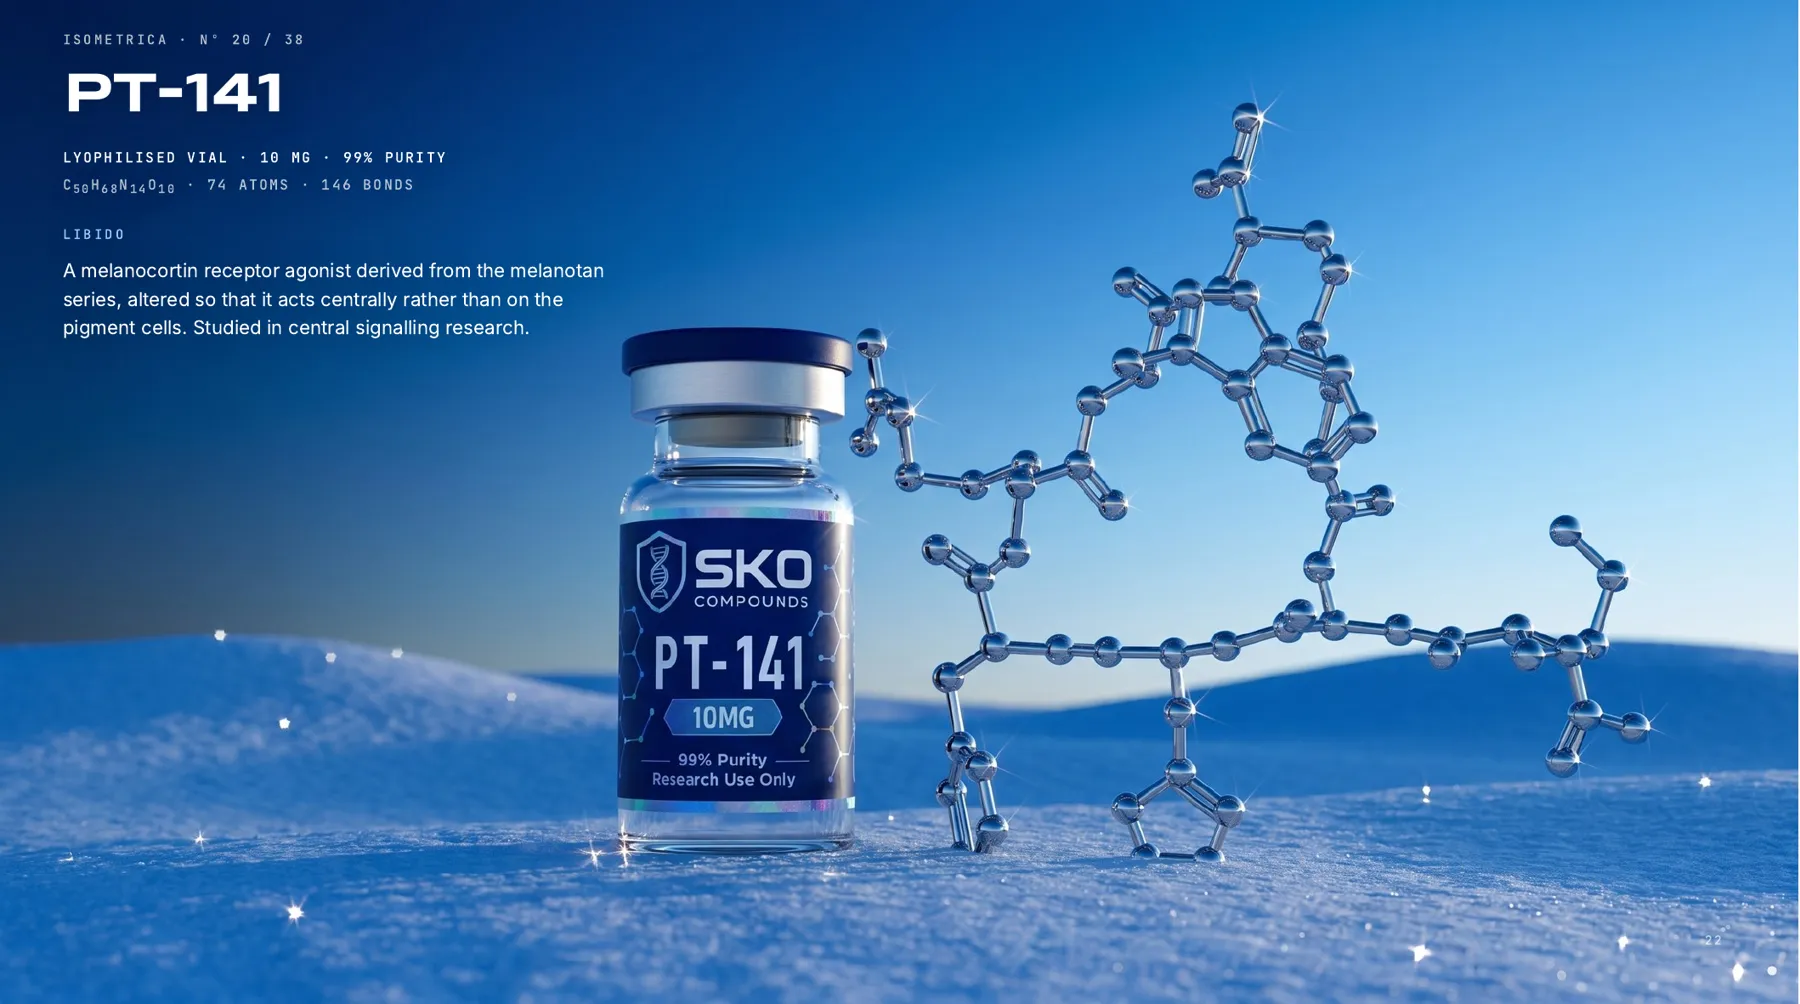 ISOMETRICA · N° 20 / 38
PT-141
LYOPHILISED VIAL · 10 MG · 99% PURITY
C₅₀H₆₈N₁₄O₁₀ · 74 ATOMS · 146 BONDS
LIBIDO
A melanocortin receptor agonist derived from the melanotan
series, altered so that it acts centrally rather than on the
pigment cells. Studied in central signalling research.
SKO
COMPOUNDS
PT-141
10MG
99% Purity
Research Use Only
22